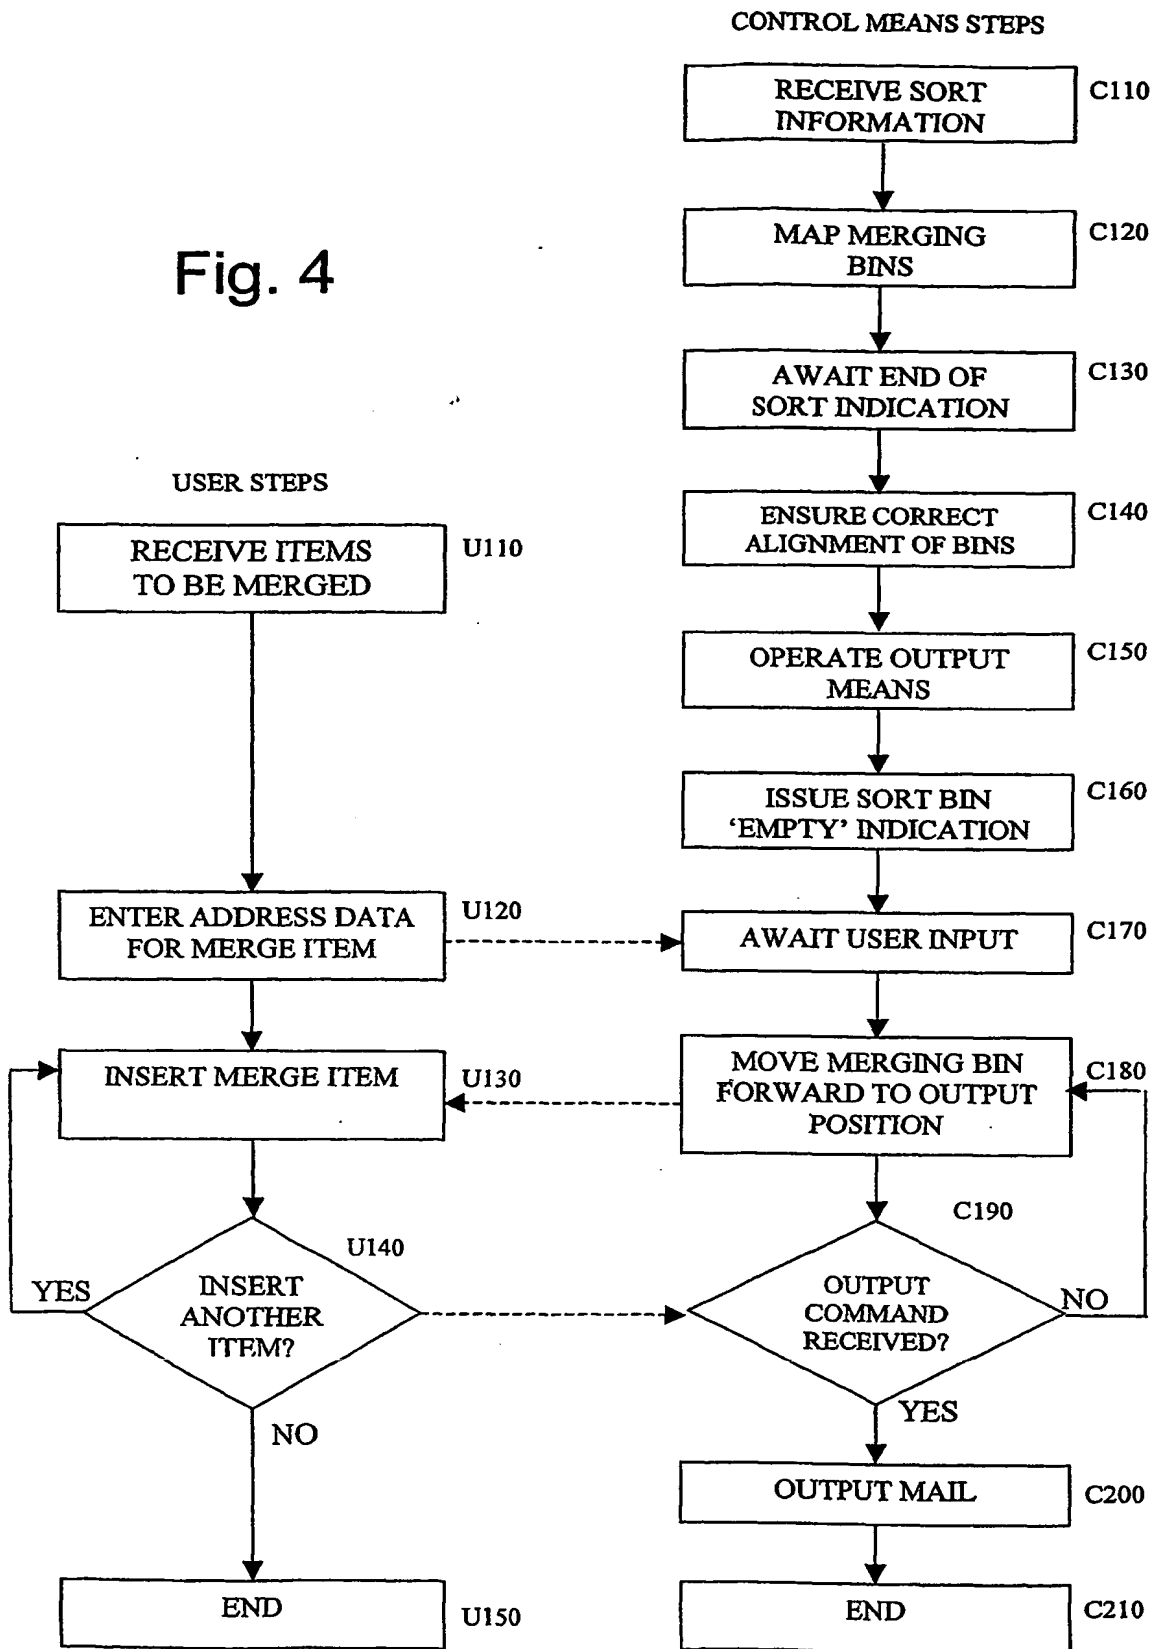 CONTROL MEANS STEPS
RECEIVE SORT
INFORMATION
C110
MAP MERGING
BINS
C120
Fig. 4
AWAIT END OF
SORT INDICATION
C130
USER STEPS
ENSURE CORRECT
ALIGNMENT OF BINS
C140
RECEIVE ITEMS
TO BE MERGED
U110
OPERATE OUTPUT
MEANS
C150
ISSUE SORT BIN
‘EMPTY’ INDICATION
C160
ENTER ADDRESS DATA
FOR MERGE ITEM
U120
AWAIT USER INPUT
C170
INSERT MERGE ITEM
U130
MOVE MERGING BIN
FORWARD TO OUTPUT
POSITION
C180
C190
U140
YES
INSERT
ANOTHER
ITEM?
OUTPUT
COMMAND
RECEIVED?
NO
NO
YES
OUTPUT MAIL
C200
END
U150
END
C210